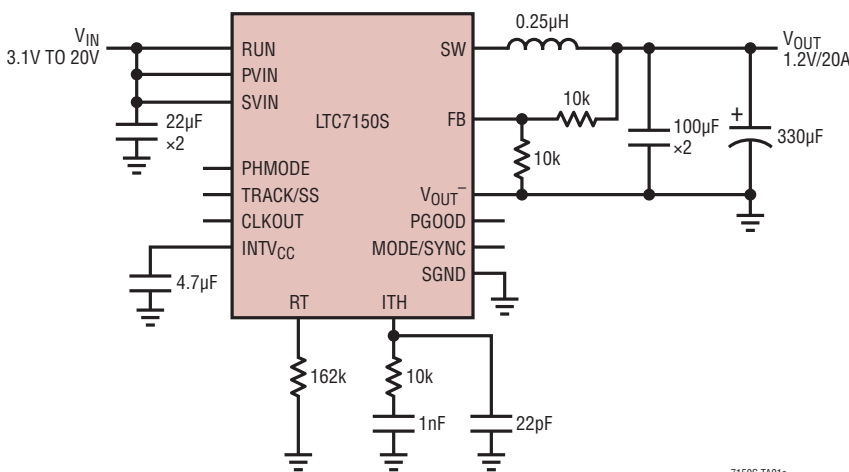 VIN
3.1V TO 20V
RUN
PVIN
SVIN
22µF
×2
LTC7150S
SW
0.25µH
VOUT
1.2V/20A
FB
10k
10k
100µF
×2
+
330µF
PHMODE
TRACK/SS
CLKOUT
INTVCC
VOUT–
PGOOD
MODE/SYNC
SGND
4.7µF
RT
ITH
162k
10k
1nF
22pF
7150S TA01a